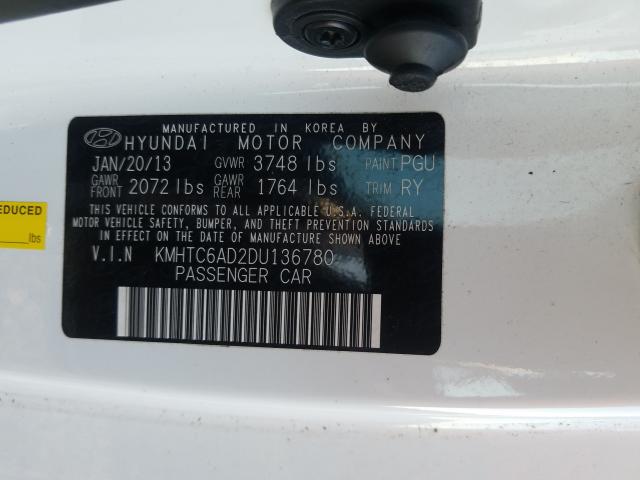 MANUFACTURED IN KOREA BY
HYUNDAI MOTOR COMPANY
JAN/20/13 GVWR 3748 lbs PAINT PGU
GAWR FRONT 2072 lbs GAWR REAR 1764 lbs TRIM RY
THIS VEHICLE CONFORMS TO ALL APPLICABLE U.S.A. FEDERAL
MOTOR VEHICLE SAFETY, BUMPER, AND THEFT PREVENTION STANDARDS
IN EFFECT ON THE DATE OF MANUFACTURE SHOWN ABOVE
V.I.N KMHTC6AD2DU136780
PASSENGER CAR
EDUCED
lbs